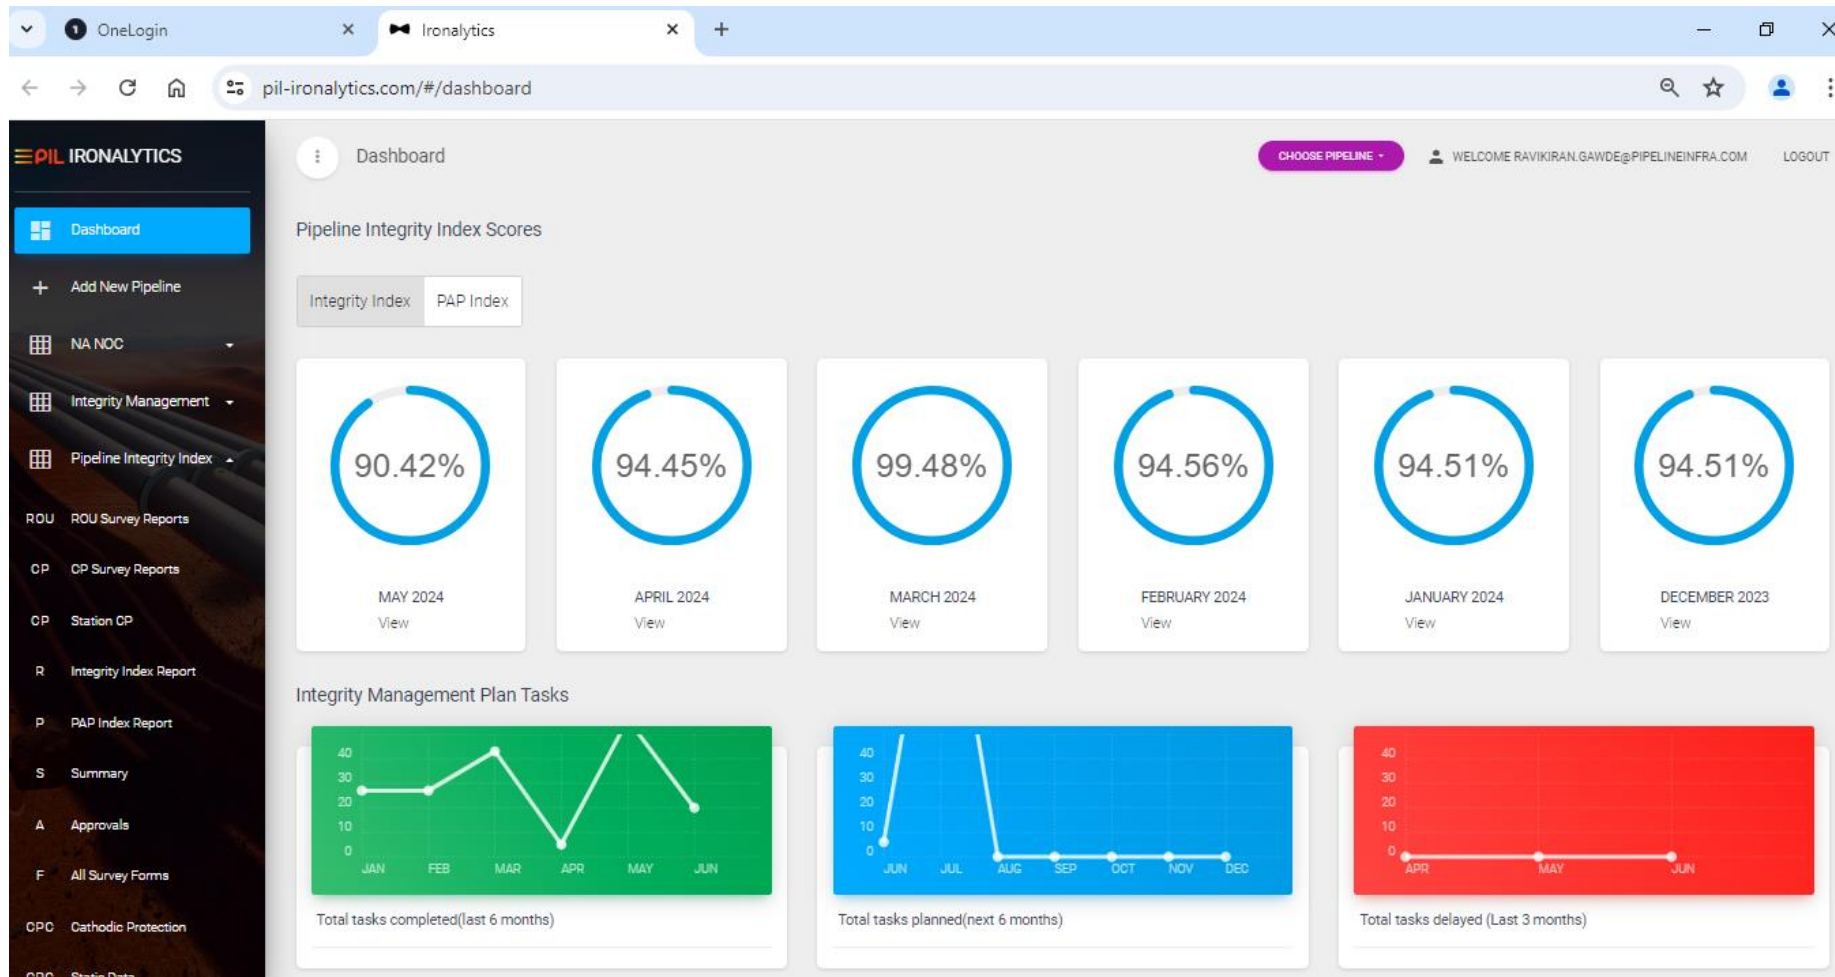 OneLogin
Ironalytics
pil-ironalytics.com/#/dashboard
PIL IRONALYTICS
Dashboard
Add New Pipeline
NA NOC
Integrity Management
Pipeline Integrity Index
ROU ROU Survey Reports
CP CP Survey Reports
CP Station CP
R Integrity Index Report
P PAP Index Report
S Summary
A Approvals
F All Survey Forms
CPC Cathodic Protection
CPC Static Data
Dashboard
CHOOSE PIPELINE
WELCOME RAVIKIRAN.GAWDE@PIPELINEINFRA.COM
LOGOUT
Pipeline Integrity Index Scores
Integrity Index PAP Index
90.42%
MAY 2024
View
94.45%
APRIL 2024
View
99.48%
MARCH 2024
View
94.56%
FEBRUARY 2024
View
94.51%
JANUARY 2024
View
94.51%
DECEMBER 2023
View
Integrity Management Plan Tasks
40
30
20
10
0
JAN FEB MAR APR MAY JUN
Total tasks completed(last 6 months)
40
30
20
10
0
JUN JUL AUG SEP OCT NOV DEC
Total tasks planned(next 6 months)
40
30
20
10
0
APR MAY JUN
Total tasks delayed (Last 3 months)